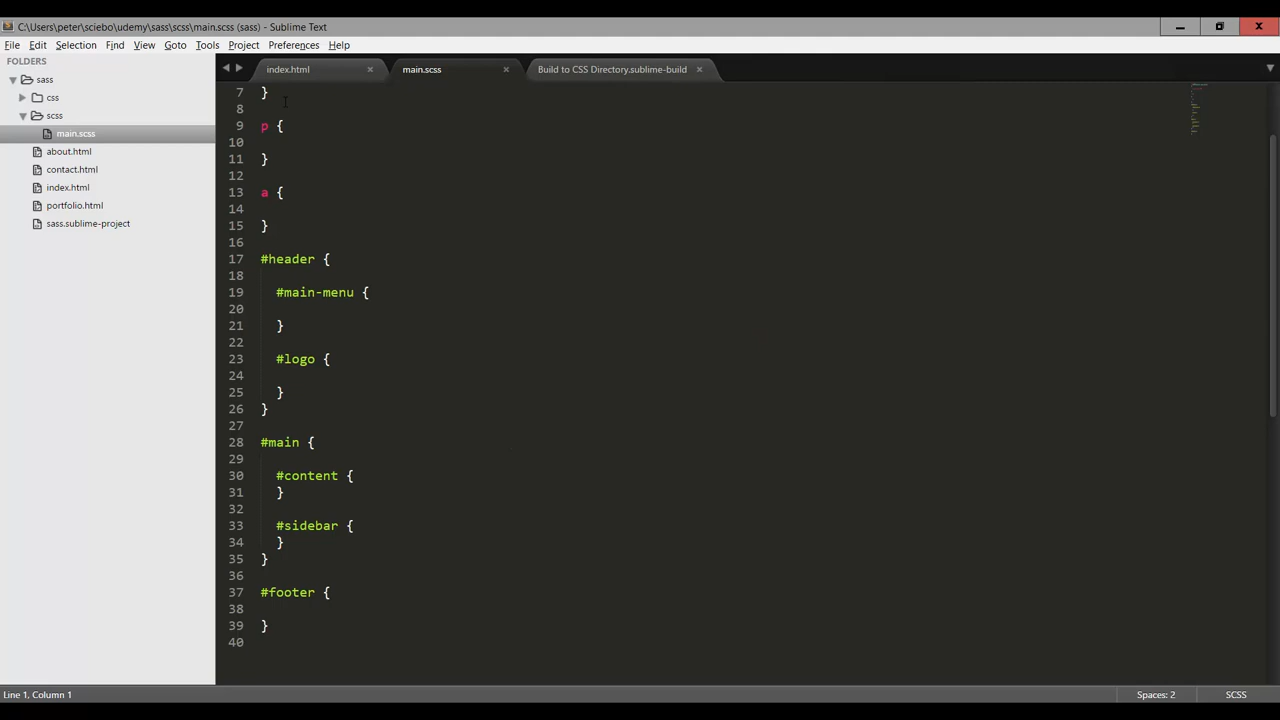 C:\Users\peter\sciebo\udemy\sass\scss\main.scss (sass) - Sublime Text
File Edit Selection Find View Goto Tools Project Preferences Help
FOLDERS
sass
css
scss
main.scss
about.html
contact.html
index.html
portfolio.html
sass.sublime-project
index.html × main.scss × Build to CSS Directory.sublime-build ×
7 }
8
9 p {
10
11 }
12
13 a {
14
15 }
16
17 #header {
18
19 #main-menu {
20
21 }
22
23 #logo {
24
25 }
26 }
27
28 #main {
29
30 #content {
31 }
32
33 #sidebar {
34 }
35 }
36
37 #footer {
38
39 }
40
Line 1, Column 1 Spaces: 2 SCSS